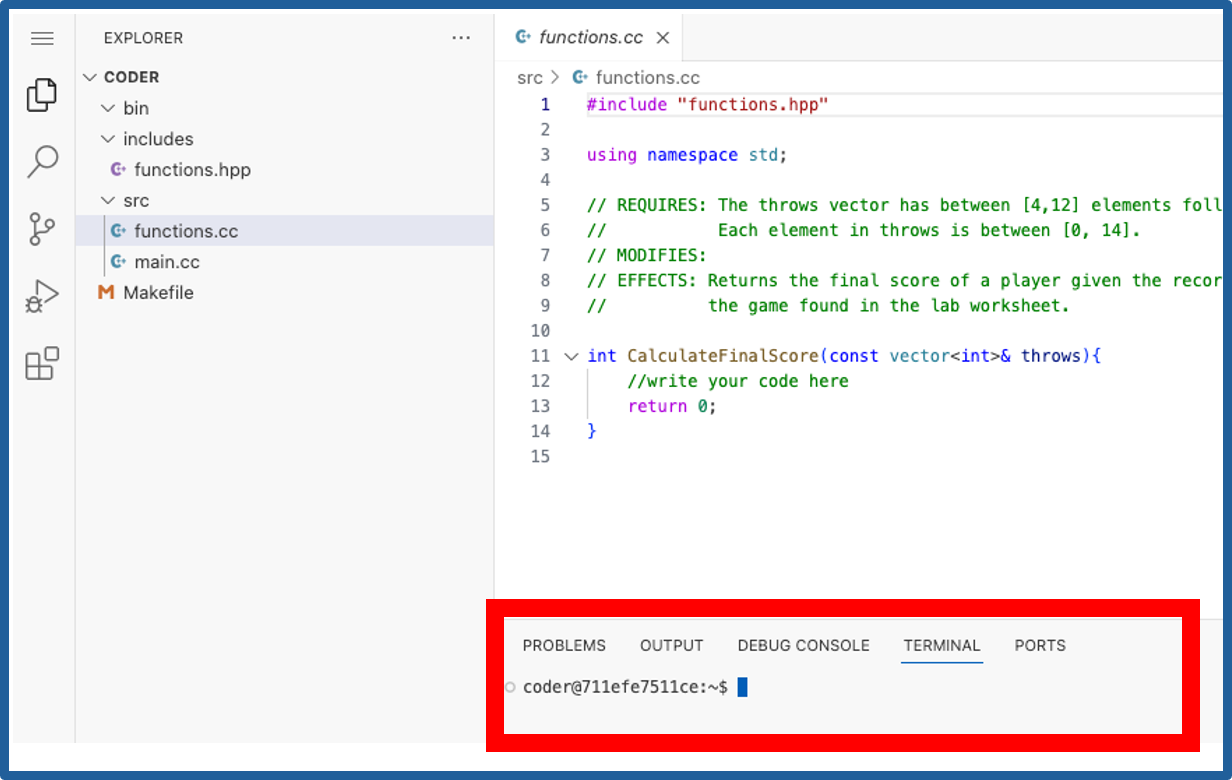 EXPLORER
···
CODER
bin
includes
functions.hpp
src
functions.cc
main.cc
M Makefile
functions.cc
src > functions.cc
1 #include "functions.hpp"
2
3 using namespace std;
4
5 // REQUIRES: The throws vector has between [4,12] elements foll
6 // Each element in throws is between [0, 14].
7 // MODIFIES:
8 // EFFECTS: Returns the final score of a player given the recor
9 // the game found in the lab worksheet.
10
11 int CalculateFinalScore(const vector<int>& throws){
12 //write your code here
13 return 0;
14 }
15
PROBLEMS OUTPUT DEBUG CONSOLE TERMINAL PORTS
coder@711efe7511ce:~$